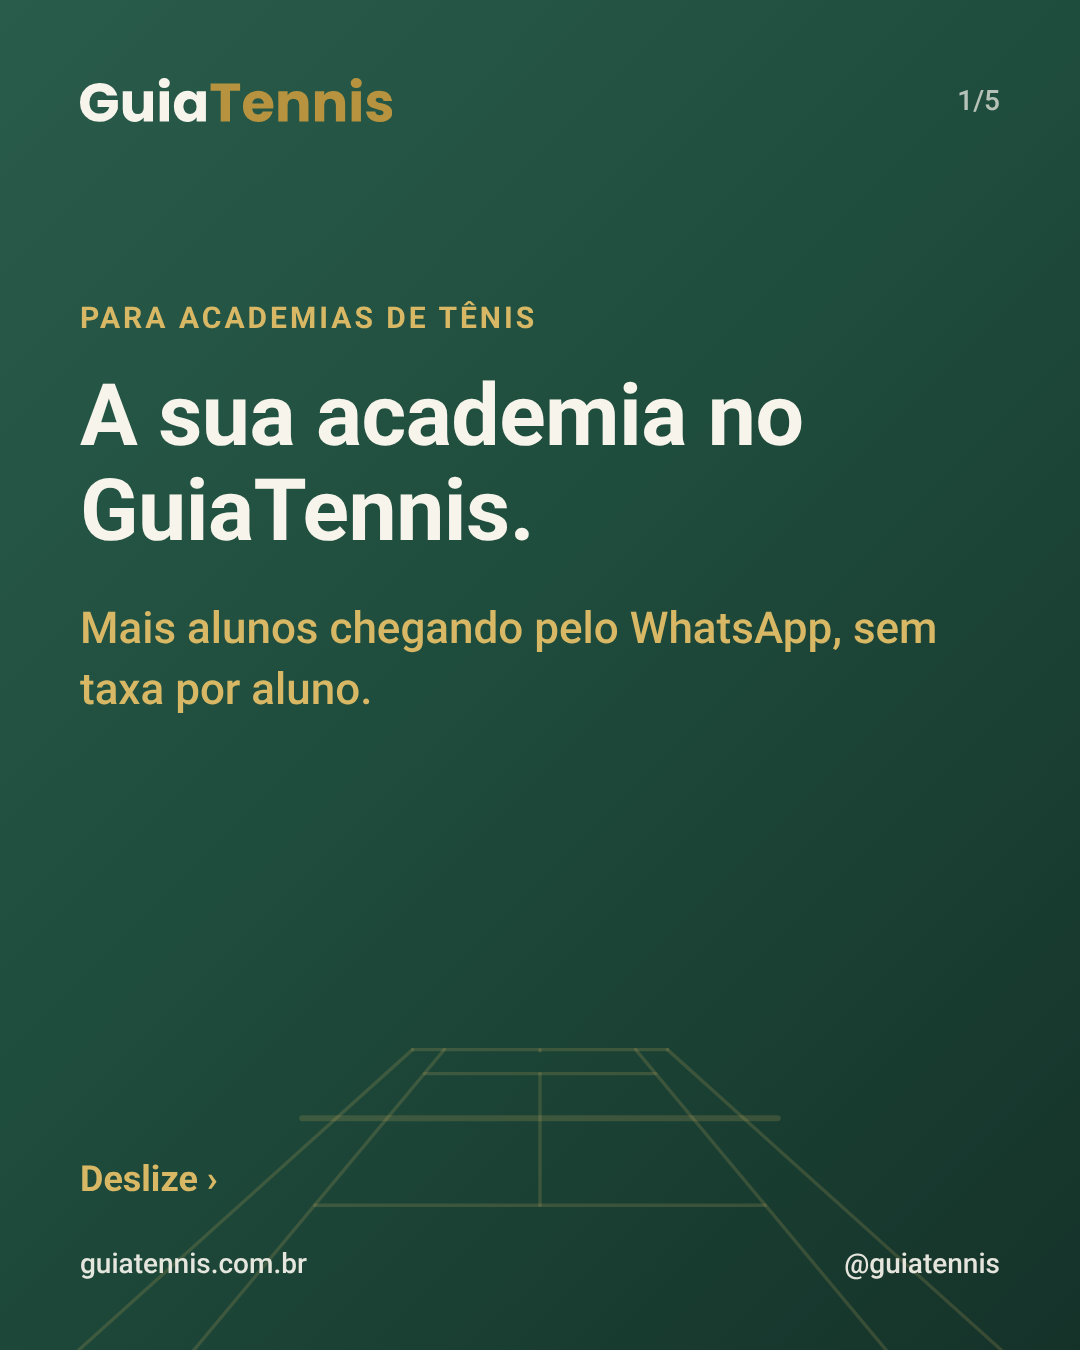 GuiaTennis
1/5
PARA ACADEMIAS DE TÊNIS
A sua academia no
GuiaTennis.
Mais alunos chegando pelo WhatsApp, sem
taxa por aluno.
Deslize ›
guiatennis.com.br
@guiatennis